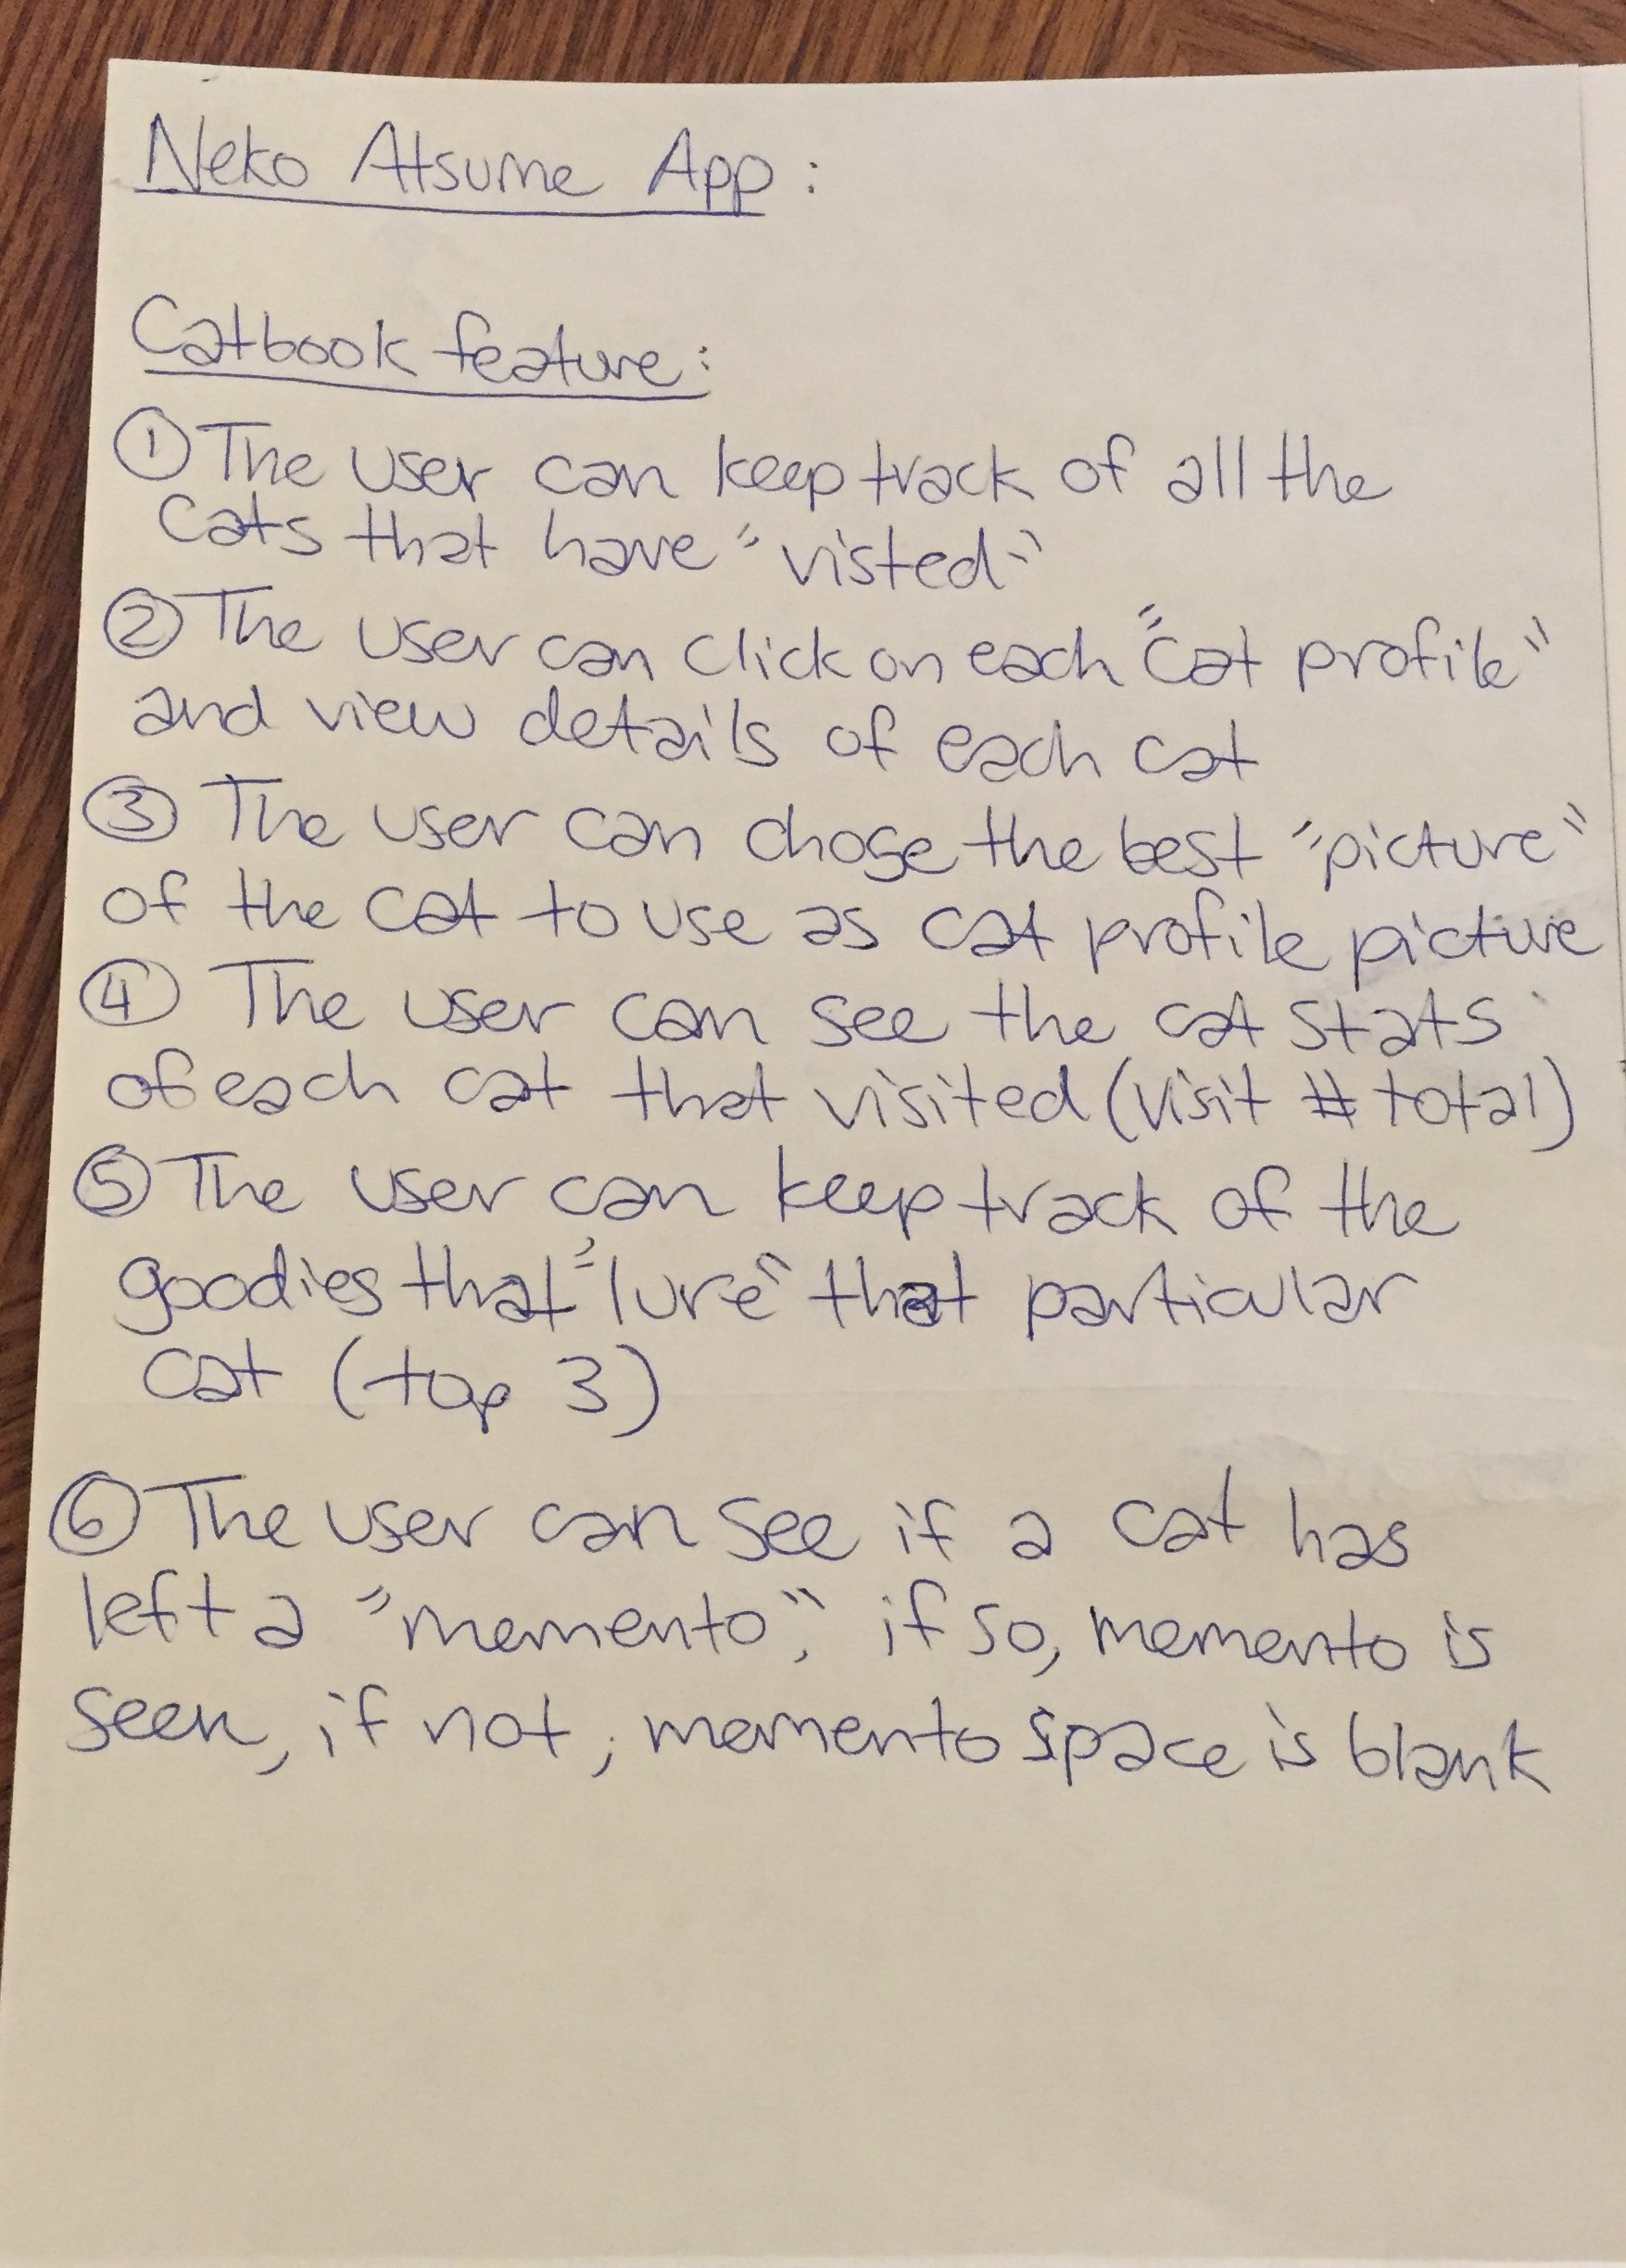 Neko Atsume App:
Catbook feature:
① The user can keep track of all the
cats that have "visted"
② The user can click on each "cat profile"
and view details of each cat
③ The user can chose the best "picture"
of the cat to use as cat profile picture
④ The user can see the cat stats
of each cat that visited (visit # total)
⑤ The user can keep track of the
goodies that "lure" that particular
cat (top 3)
⑥ The user can see if a cat has
left a "memento," if so, memento is
seen, if not, memento space is blank